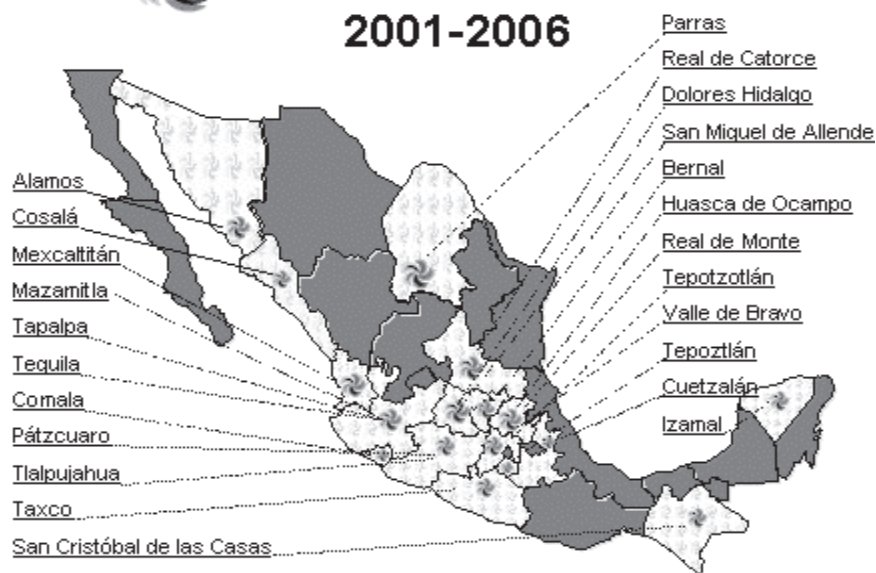 2001-2006
Parras
Real de Catorce
Dolores Hidalgo
San Miguel de Allende
Bernal
Huasca de Ocampo
Real de Monte
Tepotzotlán
Valle de Bravo
Tepoztlán
Cuetzalán
Izamal
Alamos
Cosalá
Mexcaltitán
Mazamitla
Tapalpa
Tequila
Comala
Pátzcuaro
Tlalpujahua
Taxco
San Cristóbal de las Casas